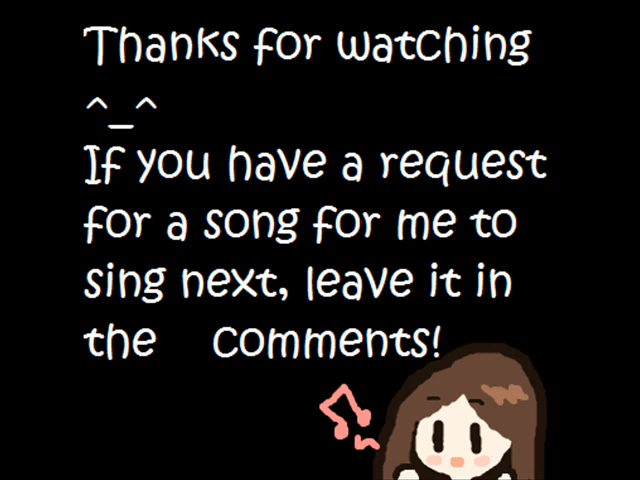 Thanks for watching
^_^
If you have a request
for a song for me to
sing next, leave it in
the comments!